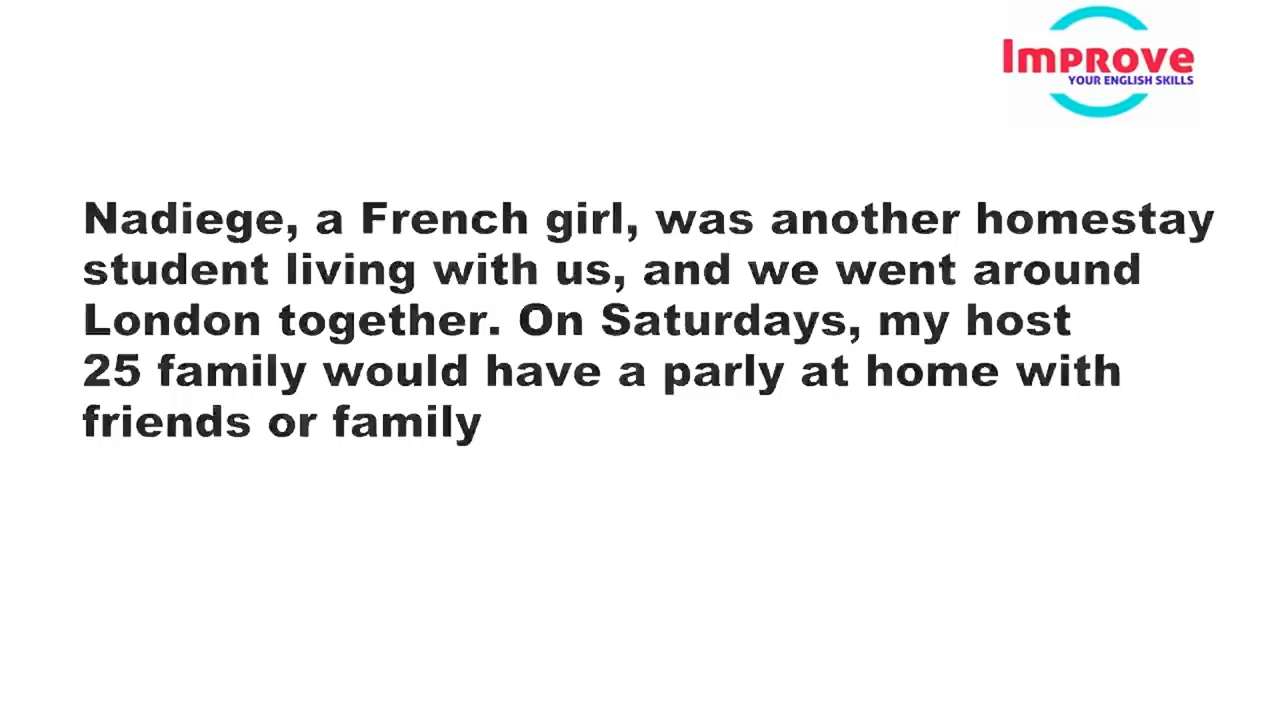 Improve
YOUR ENGLISH SKILLS
Nadiege, a French girl, was another homestay
student living with us, and we went around
London together. On Saturdays, my host
25 family would have a parly at home with
friends or family